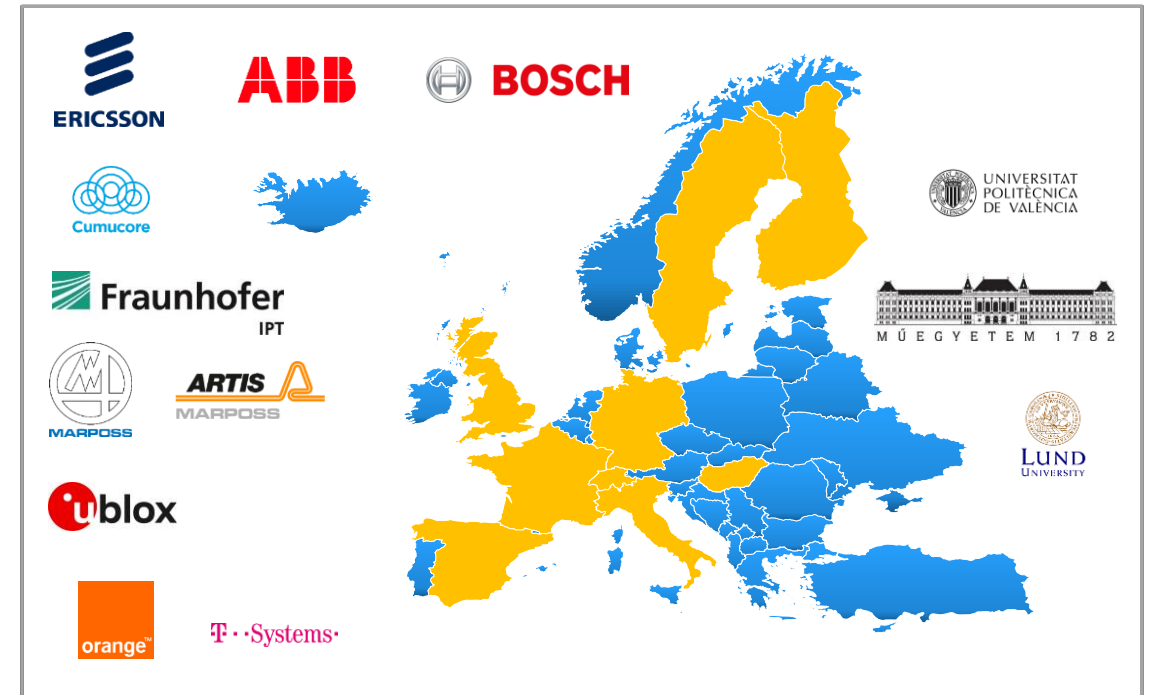 ERICSSON
ABB
BOSCH
Cumucore
UNIVERSITAT
POLITÈCNICA
DE VALÈNCIA
Fraunhofer
IPT
MŰEGYETEM 1782
MARPOSS
ARTIS
MARPOSS
LUND
UNIVERSITY
ublox
orange™
T··Systems·